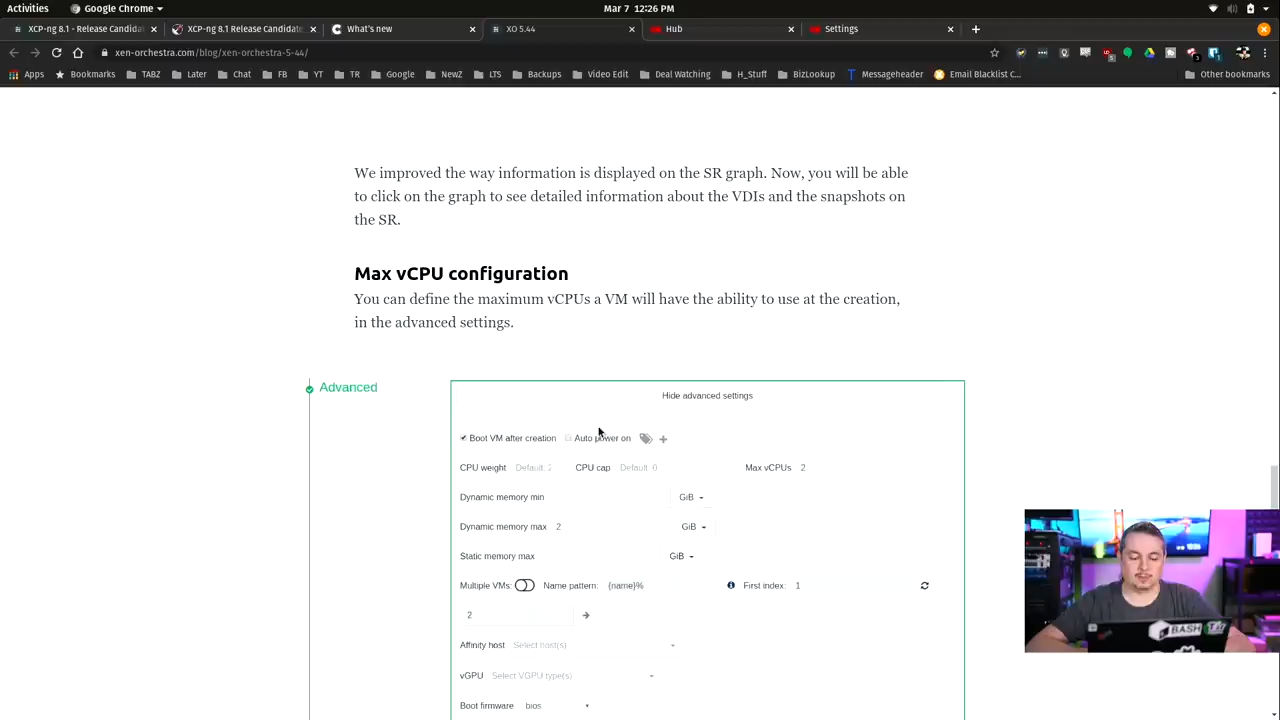 Activities
Google Chrome
Mar 7 12:26 PM
XCP-ng 8.1 - Release Candidat
XCP-ng 8.1 Release Candidate
What's new
XO 5.44
Hub
Settings
xen-orchestra.com/blog/xen-orchestra-5-44/
Apps
Bookmarks
TABZ
Later
Chat
FB
YT
TR
Google
NewZ
LTS
Backups
Video Edit
Deal Watching
H_Stuff
BizLookup
Messageheader
Email Blacklist C...
Other bookmarks
We improved the way information is displayed on the SR graph. Now, you will be able
to click on the graph to see detailed information about the VDIs and the snapshots on
the SR.
Max vCPU configuration
You can define the maximum vCPUs a VM will have the ability to use at the creation,
in the advanced settings.
Advanced
Hide advanced settings
Boot VM after creation
Auto power on
CPU weight Default: 2
CPU cap Default 0
Max vCPUs 2
Dynamic memory min GiB
Dynamic memory max 2 GiB
Static memory max GiB
Multiple VMs: Name pattern: {name}% First index: 1
2
Affinity host Select host(s)
vGPU Select VGPU type(s)
Boot firmware bios
BASH